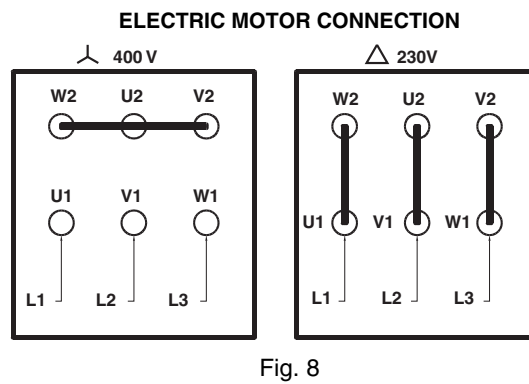 ELECTRIC MOTOR CONNECTION
400 V
W2 U2 V2
U1 V1 W1
L1 L2 L3
230V
W2 U2 V2
U1 V1 W1
L1 L2 L3
Fig. 8